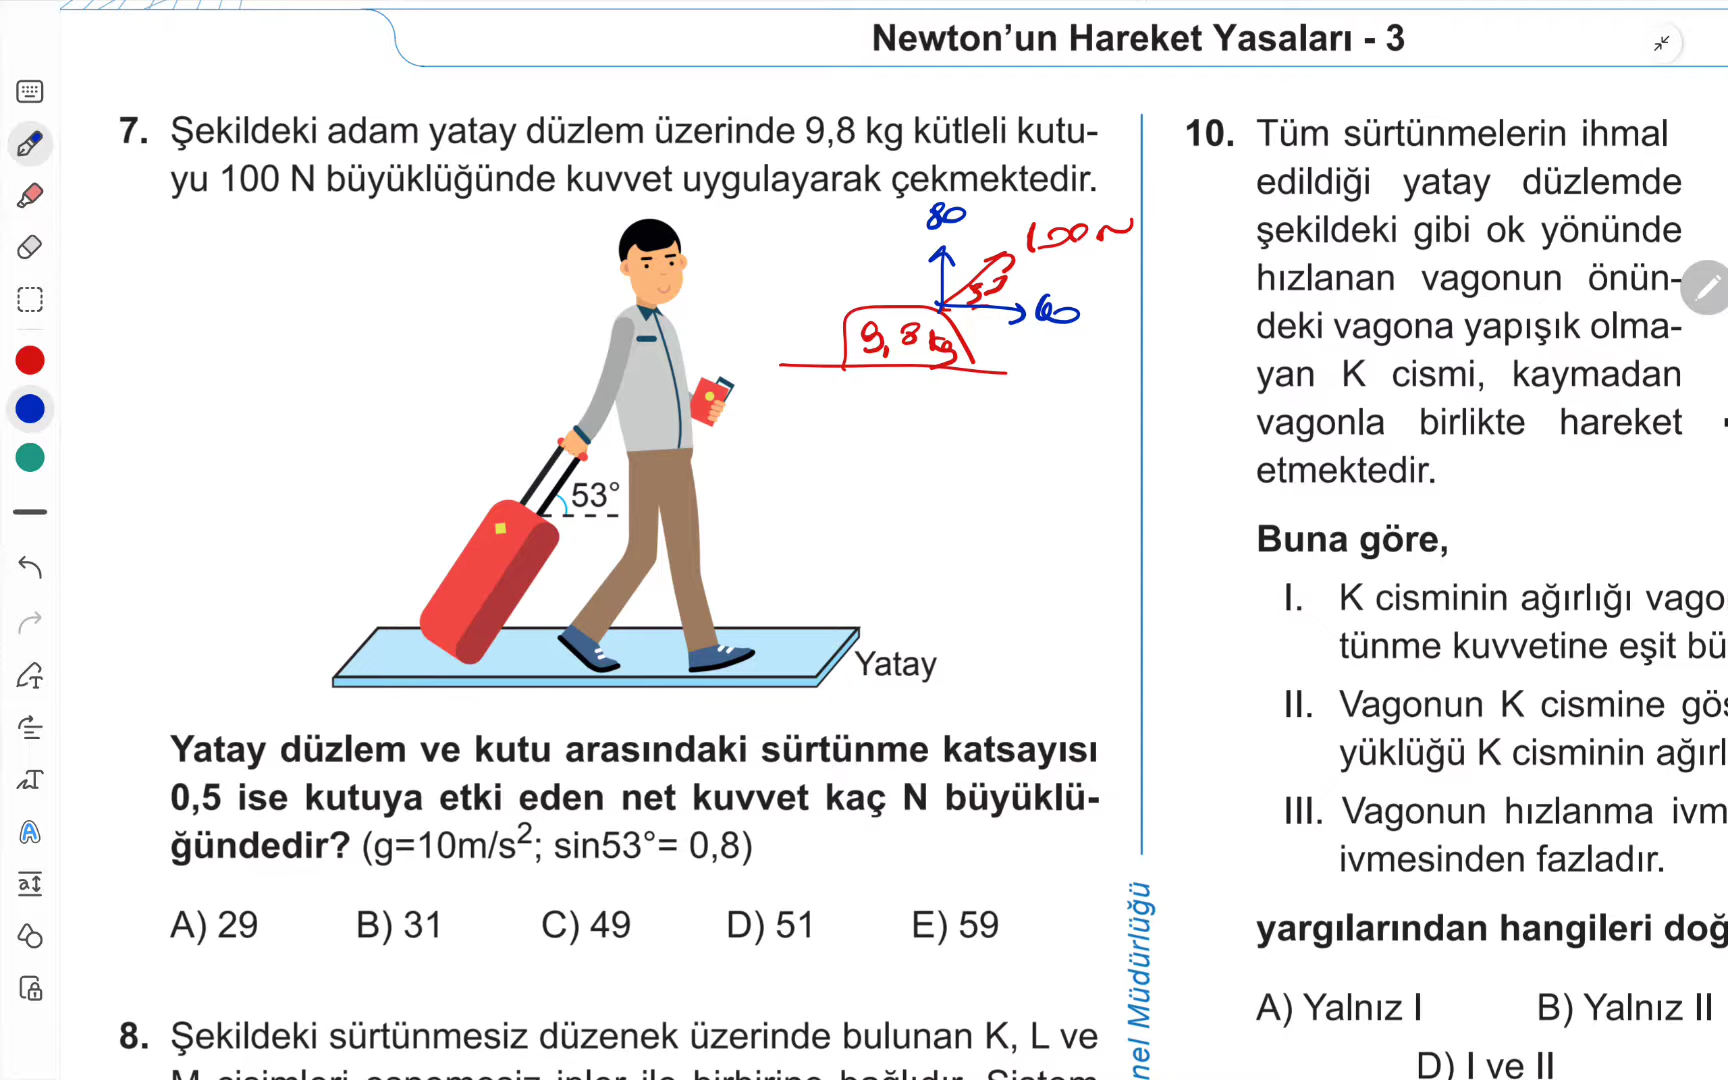 Newton’un Hareket Yasaları - 3
7. Şekildeki adam yatay düzlem üzerinde 9,8 kg kütleli kutu-
yu 100 N büyüklüğünde kuvvet uygulayarak çekmektedir.
80
100 N
53
60
9,8 kg
53°
Yatay
Yatay düzlem ve kutu arasındaki sürtünme katsayısı
0,5 ise kutuya etki eden net kuvvet kaç N büyüklü-
ğündedir? (g=10m/s²; sin53°= 0,8)
A) 29 B) 31 C) 49 D) 51 E) 59
8. Şekildeki sürtünmesiz düzenek üzerinde bulunan K, L ve
nel Müdürlüğü
10. Tüm sürtünmelerin ihmal
edildiği yatay düzlemde
şekildeki gibi ok yönünde
hızlanan vagonun önün-
deki vagona yapışık olma-
yan K cismi, kaymadan
vagonla birlikte hareket
etmektedir.
Buna göre,
I. K cisminin ağırlığı vago
tünme kuvvetine eşit bü
II. Vagonun K cismine gös
yüklüğü K cisminin ağırl
III. Vagonun hızlanma ivm
ivmesinden fazladır.
yargılarından hangileri doğ
A) Yalnız I B) Yalnız II
D) I ve II